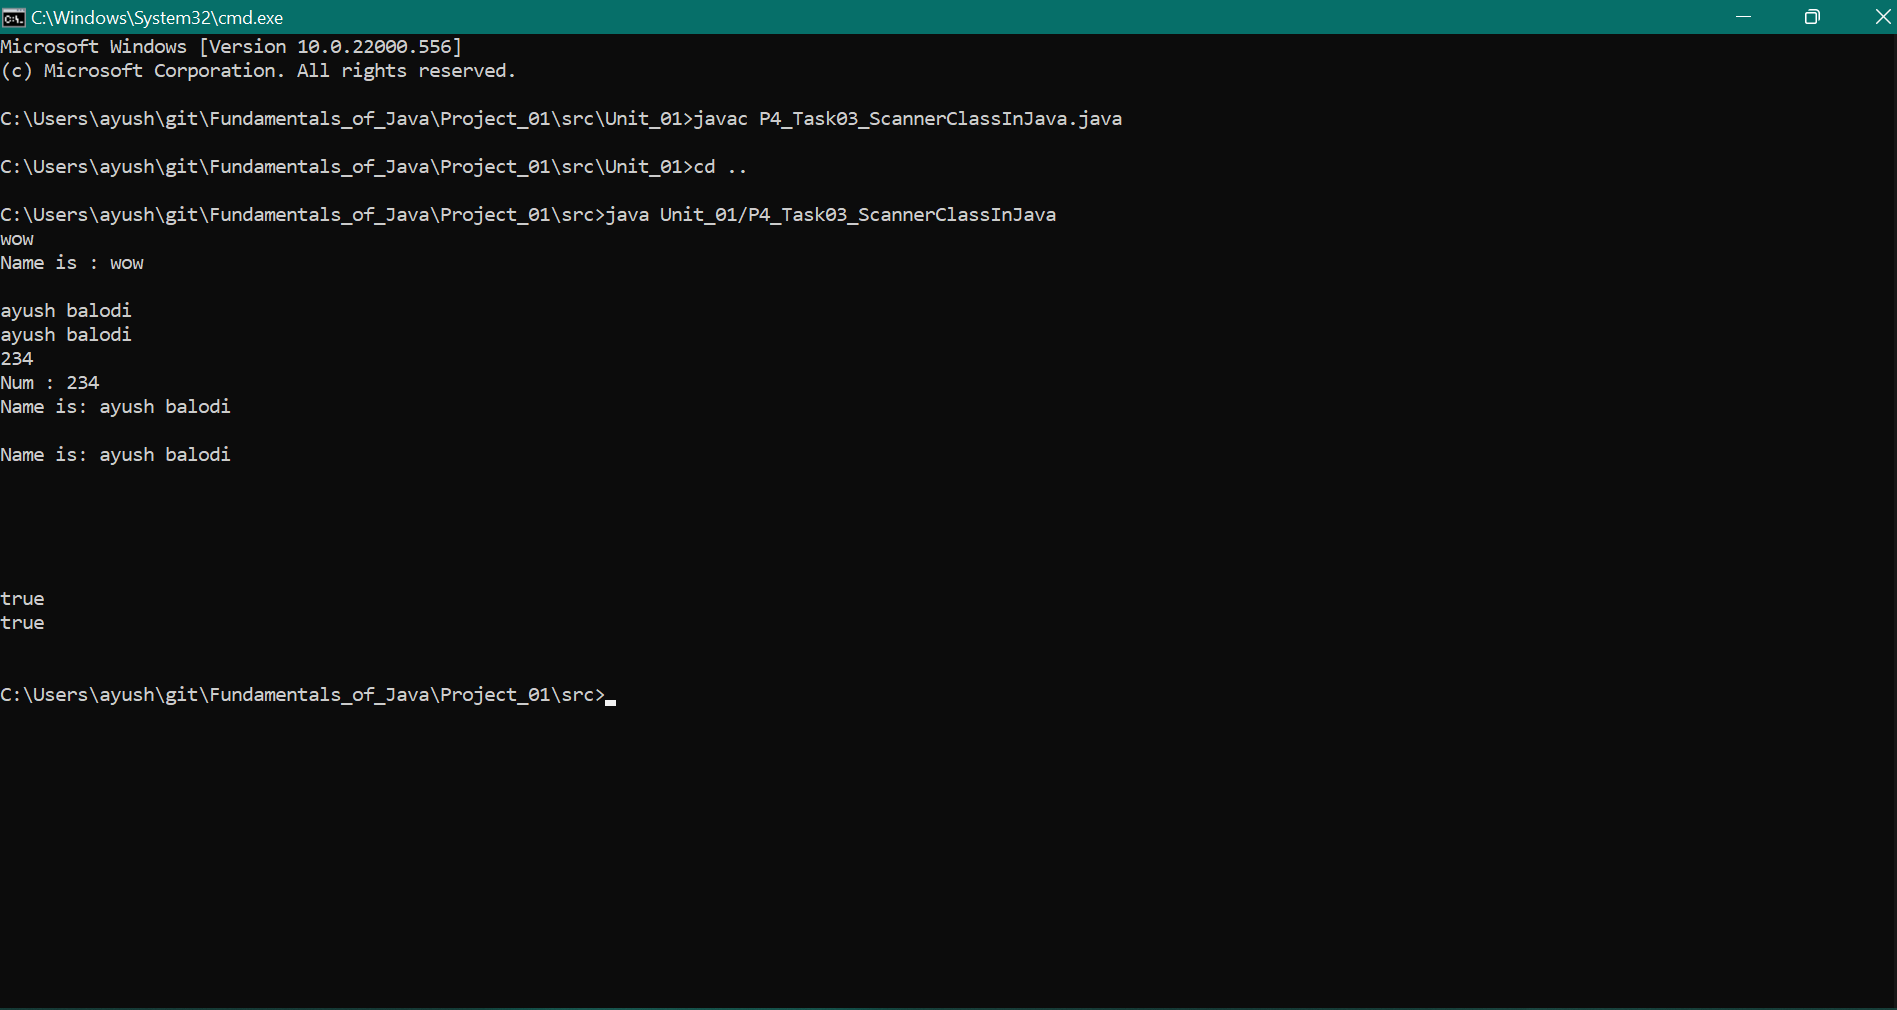 C:\Windows\System32\cmd.exe
Microsoft Windows [Version 10.0.22000.556]
(c) Microsoft Corporation. All rights reserved.
C:\Users\ayush\git\Fundamentals_of_Java\Project_01\src\Unit_01>javac P4_Task03_ScannerClassInJava.java
C:\Users\ayush\git\Fundamentals_of_Java\Project_01\src\Unit_01>cd ..
C:\Users\ayush\git\Fundamentals_of_Java\Project_01\src>java Unit_01/P4_Task03_ScannerClassInJava
wow
Name is : wow
ayush balodi
ayush balodi
234
Num : 234
Name is: ayush balodi
Name is: ayush balodi
true
true
C:\Users\ayush\git\Fundamentals_of_Java\Project_01\src>